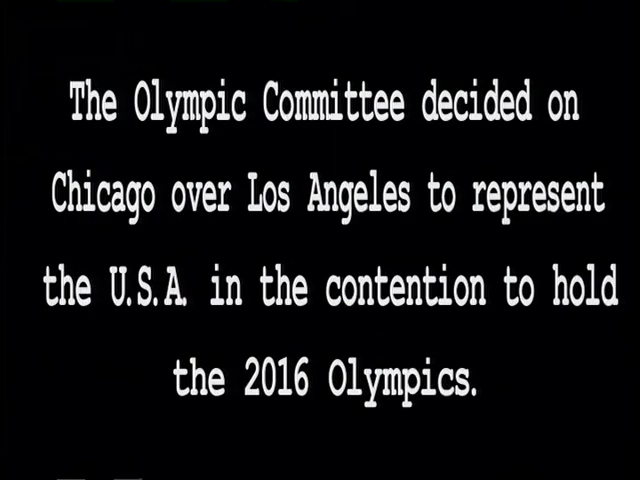 The Olympic Committee decided on
Chicago over Los Angeles to represent
the U.S.A. in the contention to hold
the 2016 Olympics.